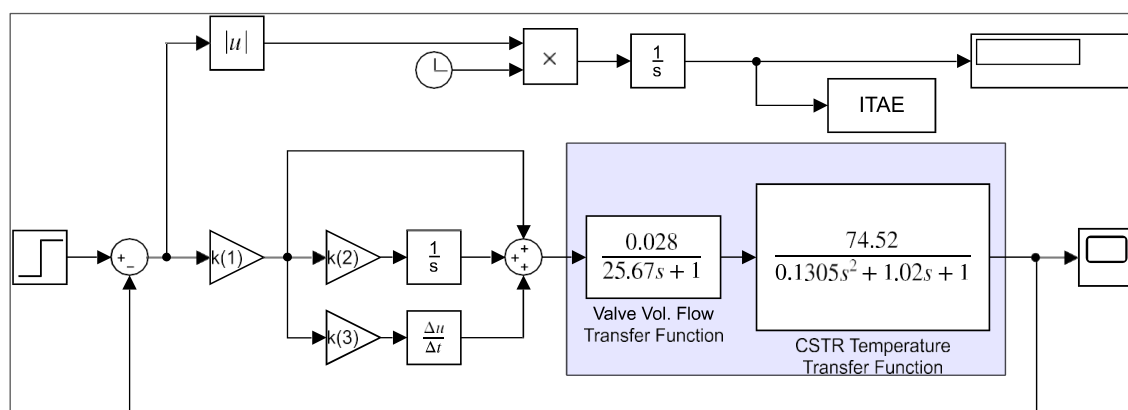 |u|
×
1
s
ITAE
+
−
k(1)
k(2)
1
s
+
+
+
k(3)
Δu
Δt
0.028
25.67s + 1
Valve Vol. Flow
Transfer Function
74.52
0.1305s² + 1.02s + 1
CSTR Temperature
Transfer Function